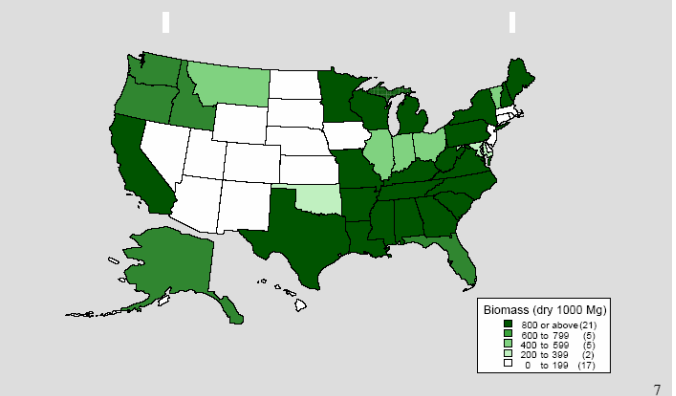 Biomass (dry 1000 Mg)
800 or above (21)
600 to 799 (5)
400 to 599 (5)
200 to 399 (2)
0 to 199 (17)
7